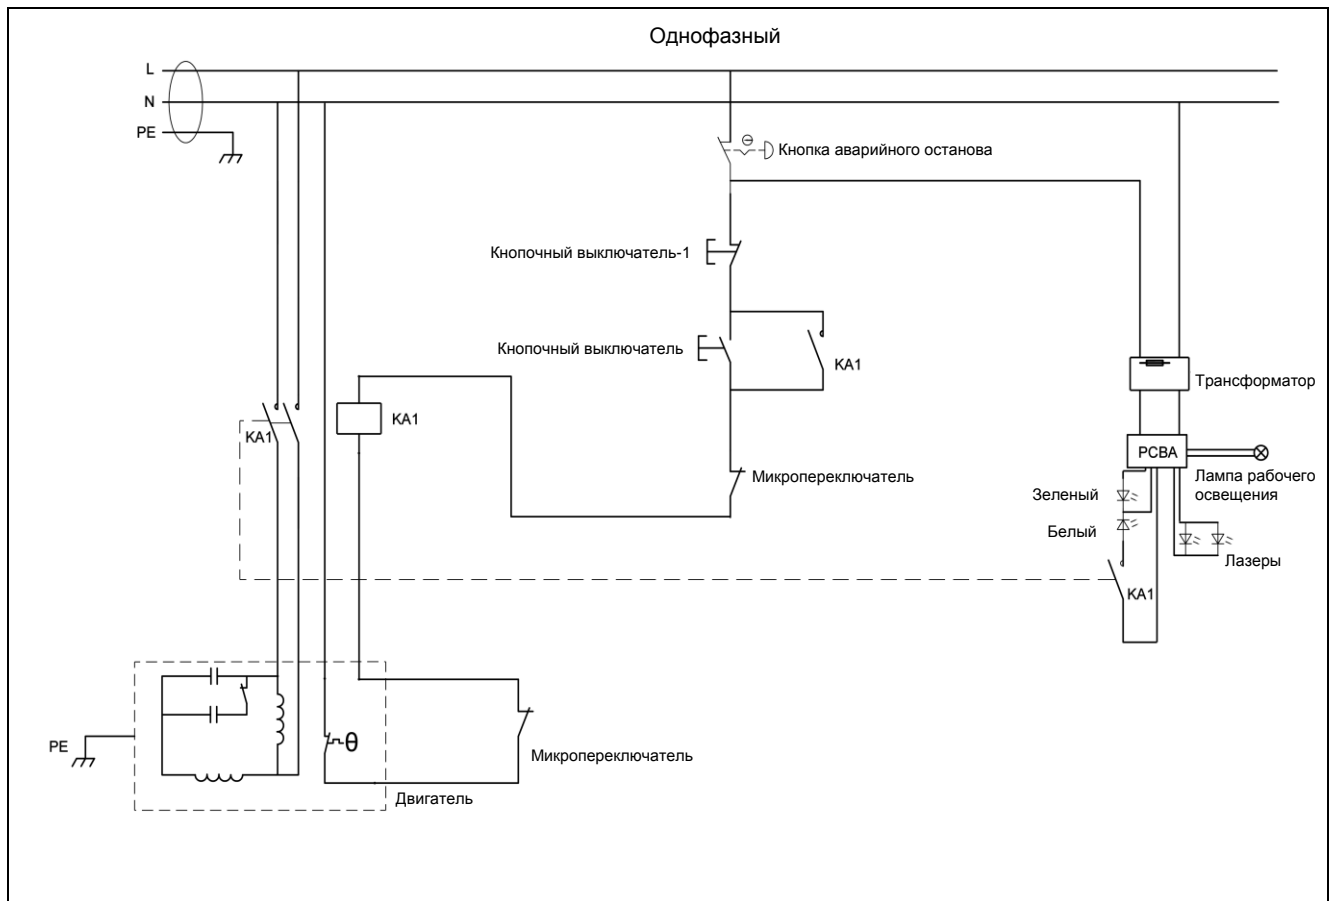 Однофазный
L
N
PE
Кнопка аварийного останова
Кнопочный выключатель-1
Кнопочный выключатель
KA1
Трансформатор
KA1
KA1
PCBA
Лампа рабочего
освещения
Микропереключатель
Зеленый
Белый
Лазеры
KA1
PE
θ
Микропереключатель
Двигатель